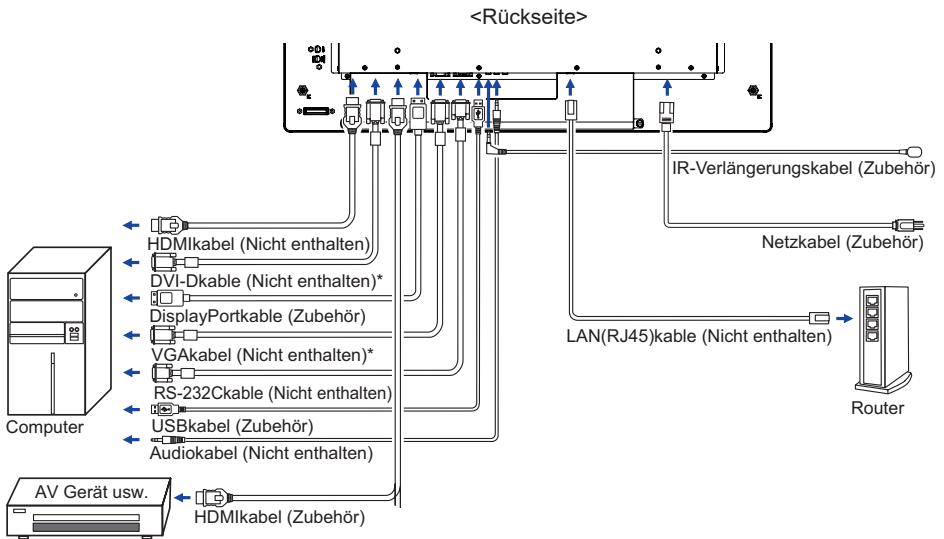 <Rückseite>
IR-Verlängerungskabel (Zubehör)
HDMIkabel (Nicht enthalten)
Netzkabel (Zubehör)
DVI-Dkable (Nicht enthalten)*
DisplayPortkable (Zubehör)
LAN(RJ45)kable (Nicht enthalten)
VGAkabel (Nicht enthalten)*
RS-232Ckable (Nicht enthalten)
Router
Computer
USBkabel (Zubehör)
Audiokabel (Nicht enthalten)
AV Gerät usw.
HDMIkabel (Zubehör)